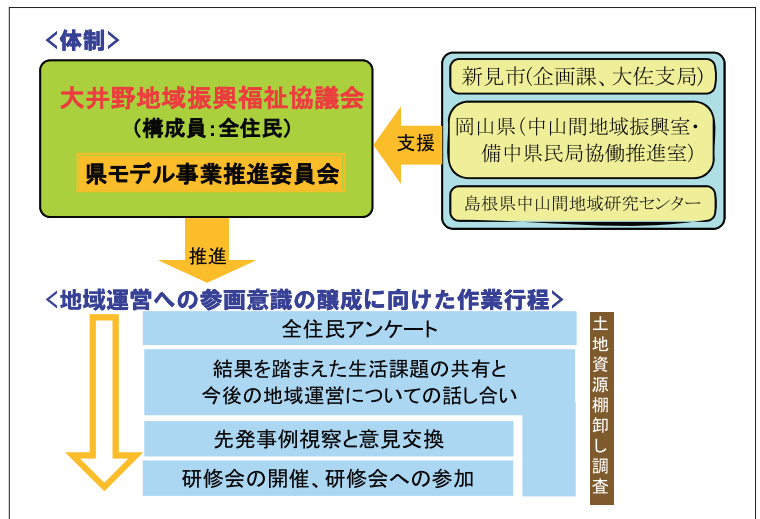 <体制>
大井野地域振興福祉協議会
（構成員：全住民）
県モデル事業推進委員会
支援
新見市(企画課、大佐支局)
岡山県(中山間地域振興室・
備中県民局協働推進室)
島根県中山間地域研究センター
推進
<地域運営への参画意識の醸成に向けた作業行程>
全住民アンケート
結果を踏まえた生活課題の共有と
今後の地域運営についての話し合い
先発事例視察と意見交換
研修会の開催、研修会への参加
土地資源棚卸し調査